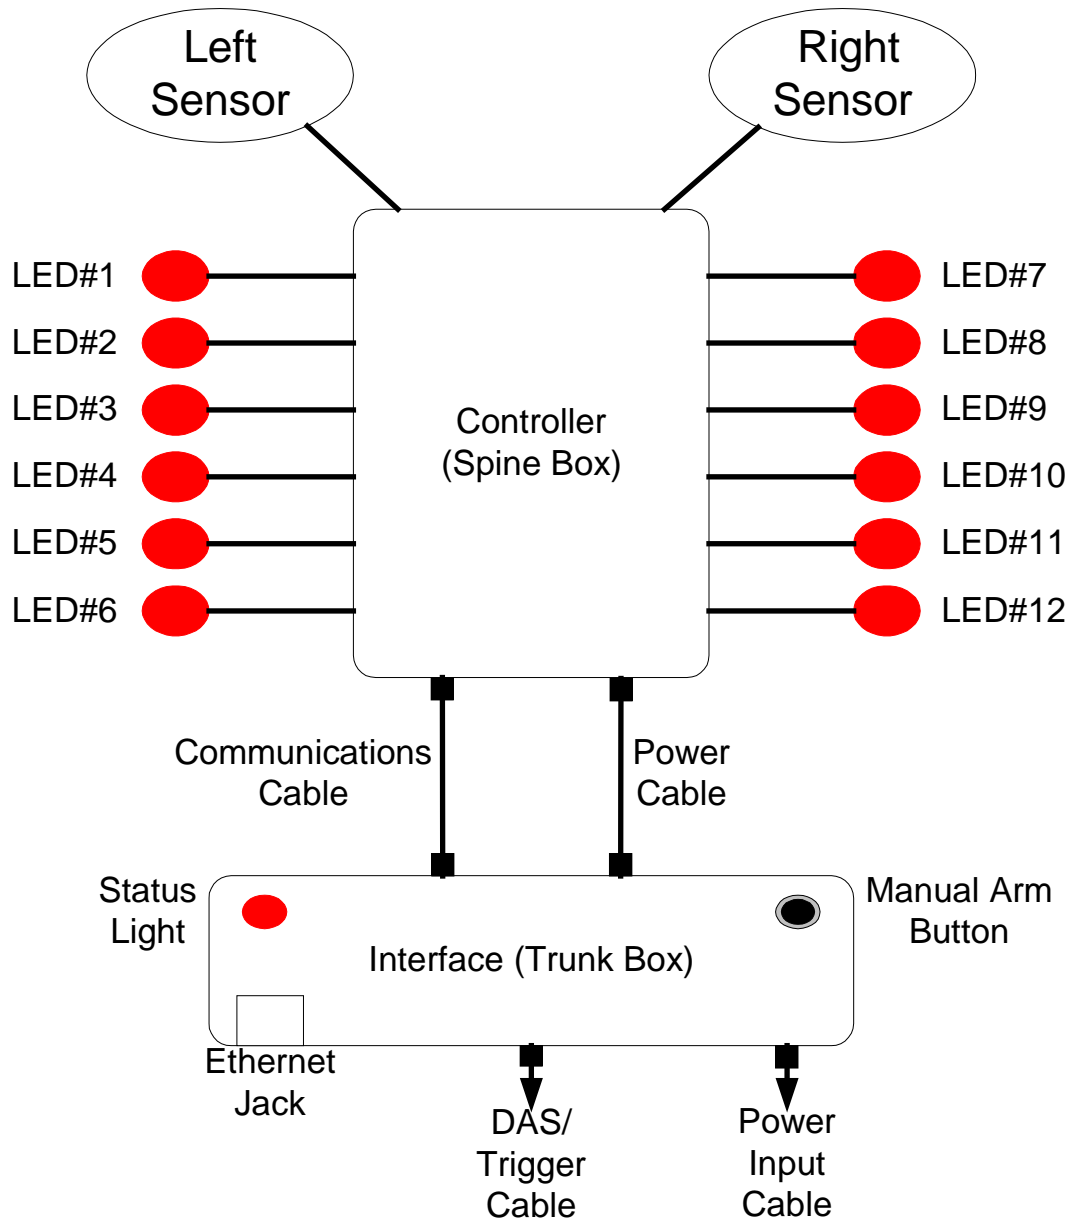 Left
Sensor
Right
Sensor
LED#1
LED#2
LED#3
LED#4
LED#5
LED#6
Controller
(Spine Box)
LED#7
LED#8
LED#9
LED#10
LED#11
LED#12
Communications
Cable
Power
Cable
Status
Light
Manual Arm
Button
Interface (Trunk Box)
Ethernet
Jack
DAS/
Trigger
Cable
Power
Input
Cable